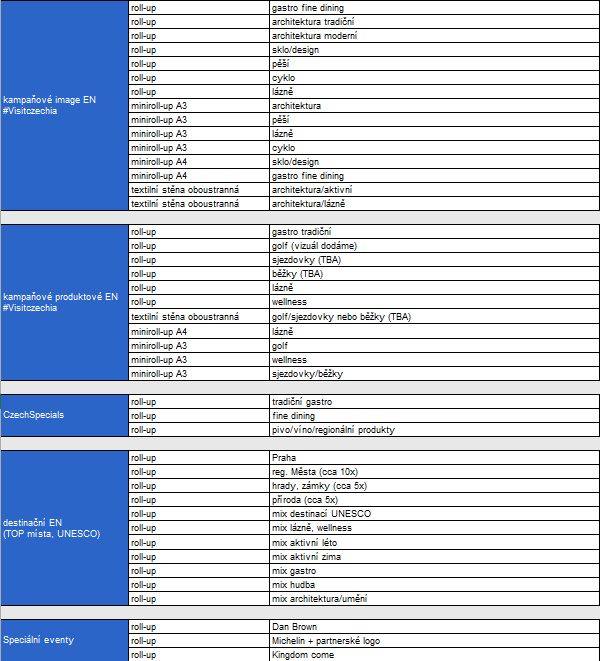 kampaňové image EN
#Visitczechia
roll-up gastro fine dining
roll-up architektura tradiční
roll-up architektura moderní
roll-up sklo/design
roll-up pěší
roll-up cyklo
roll-up lázně
miniroll-up A3 architektura
miniroll-up A3 pěší
miniroll-up A3 lázně
miniroll-up A3 cyklo
miniroll-up A4 sklo/design
miniroll-up A4 gastro fine dining
textilní stěna oboustranná architektura/aktivní
textilní stěna oboustranná architektura/lázně
kampaňové produktové EN
#Visitczechia
roll-up gastro tradiční
roll-up golf (vizuál dodáme)
roll-up sjezdovky (TBA)
roll-up běžky (TBA)
roll-up lázně
roll-up wellness
textilní stěna oboustranná golf/sjezdovky nebo běžky (TBA)
miniroll-up A4 lázně
miniroll-up A3 golf
miniroll-up A3 wellness
miniroll-up A3 sjezdovky/běžky
CzechSpecials
roll-up tradiční gastro
roll-up fine dining
roll-up pivo/víno/regionální produkty
destinační EN
(TOP místa, UNESCO)
roll-up Praha
roll-up reg. Města (cca 10x)
roll-up hrady, zámky (cca 5x)
roll-up příroda (cca 5x)
roll-up mix destinací UNESCO
roll-up mix lázně, wellness
roll-up mix aktivní léto
roll-up mix aktivní zima
roll-up mix gastro
roll-up mix hudba
roll-up mix architektura/umění
Speciální eventy
roll-up Dan Brown
roll-up Michelin + partnerské logo
roll-up Kingdom come